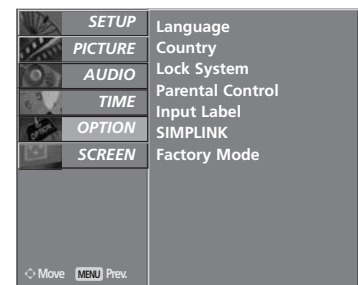 SETUP
PICTURE
AUDIO
TIME
OPTION
SCREEN
Move MENU Prev.
Language
Country
Lock System
Parental Control
Input Label
SIMPLINK
Factory Mode